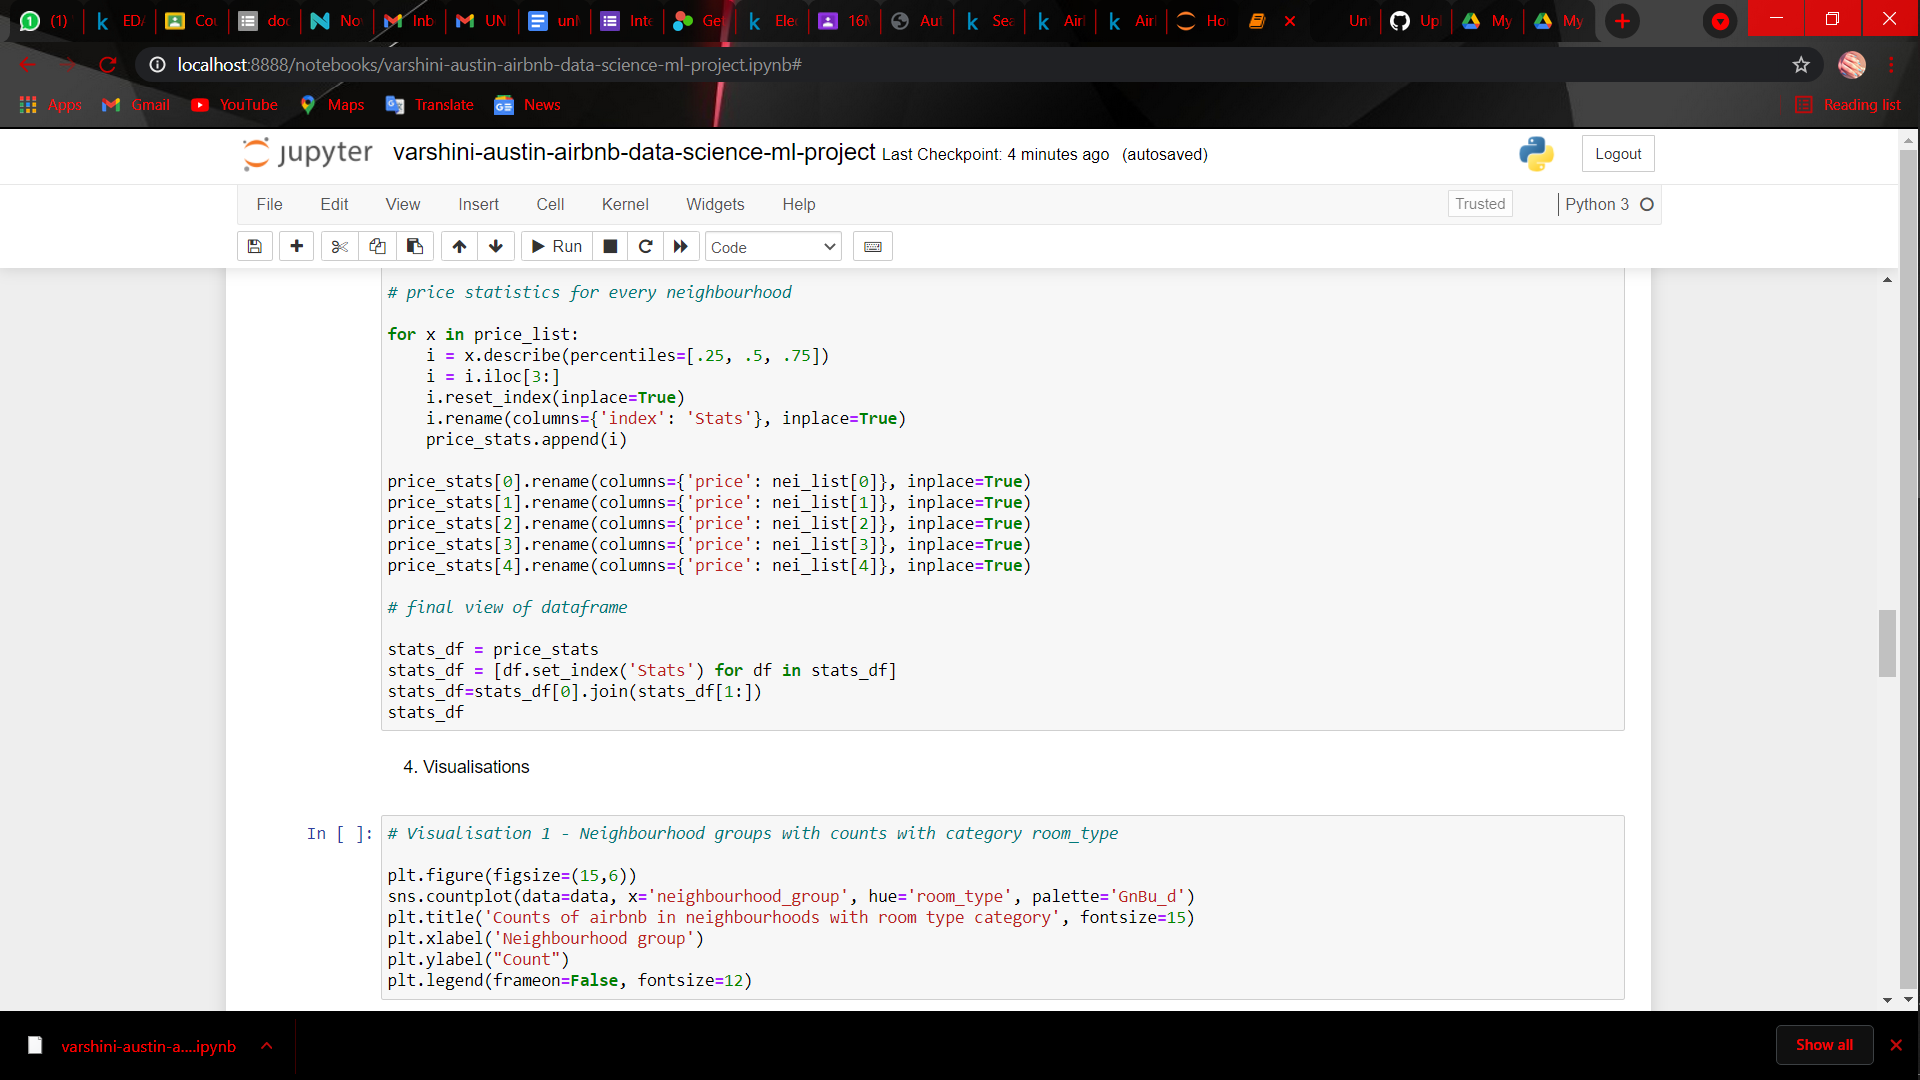 (1)
ED/
Col
doc
No
Inb
UN
unl
Inte
Ge
Elec
16I
Aut
Sea
Airl
Airl
Ho
Unt
Upl
My
My
localhost:8888/notebooks/varshini-austin-airbnb-data-science-ml-project.ipynb#
Apps Gmail YouTube Maps Translate News Reading list
jupyter varshini-austin-airbnb-data-science-ml-project Last Checkpoint: 4 minutes ago (autosaved) Logout
File Edit View Insert Cell Kernel Widgets Help Trusted Python 3
Run Code
# price statistics for every neighbourhood
for x in price_list:
    i = x.describe(percentiles=[.25, .5, .75])
    i = i.iloc[3:]
    i.reset_index(inplace=True)
    i.rename(columns={'index': 'Stats'}, inplace=True)
    price_stats.append(i)
price_stats[0].rename(columns={'price': nei_list[0]}, inplace=True)
price_stats[1].rename(columns={'price': nei_list[1]}, inplace=True)
price_stats[2].rename(columns={'price': nei_list[2]}, inplace=True)
price_stats[3].rename(columns={'price': nei_list[3]}, inplace=True)
price_stats[4].rename(columns={'price': nei_list[4]}, inplace=True)
# final view of dataframe
stats_df = price_stats
stats_df = [df.set_index('Stats') for df in stats_df]
stats_df=stats_df[0].join(stats_df[1:])
stats_df
4. Visualisations
In [ ]: # Visualisation 1 - Neighbourhood groups with counts with category room_type
plt.figure(figsize=(15,6))
sns.countplot(data=data, x='neighbourhood_group', hue='room_type', palette='GnBu_d')
plt.title('Counts of airbnb in neighbourhoods with room type category', fontsize=15)
plt.xlabel('Neighbourhood group')
plt.ylabel("Count")
plt.legend(frameon=False, fontsize=12)
varshini-austin-a....ipynb Show all